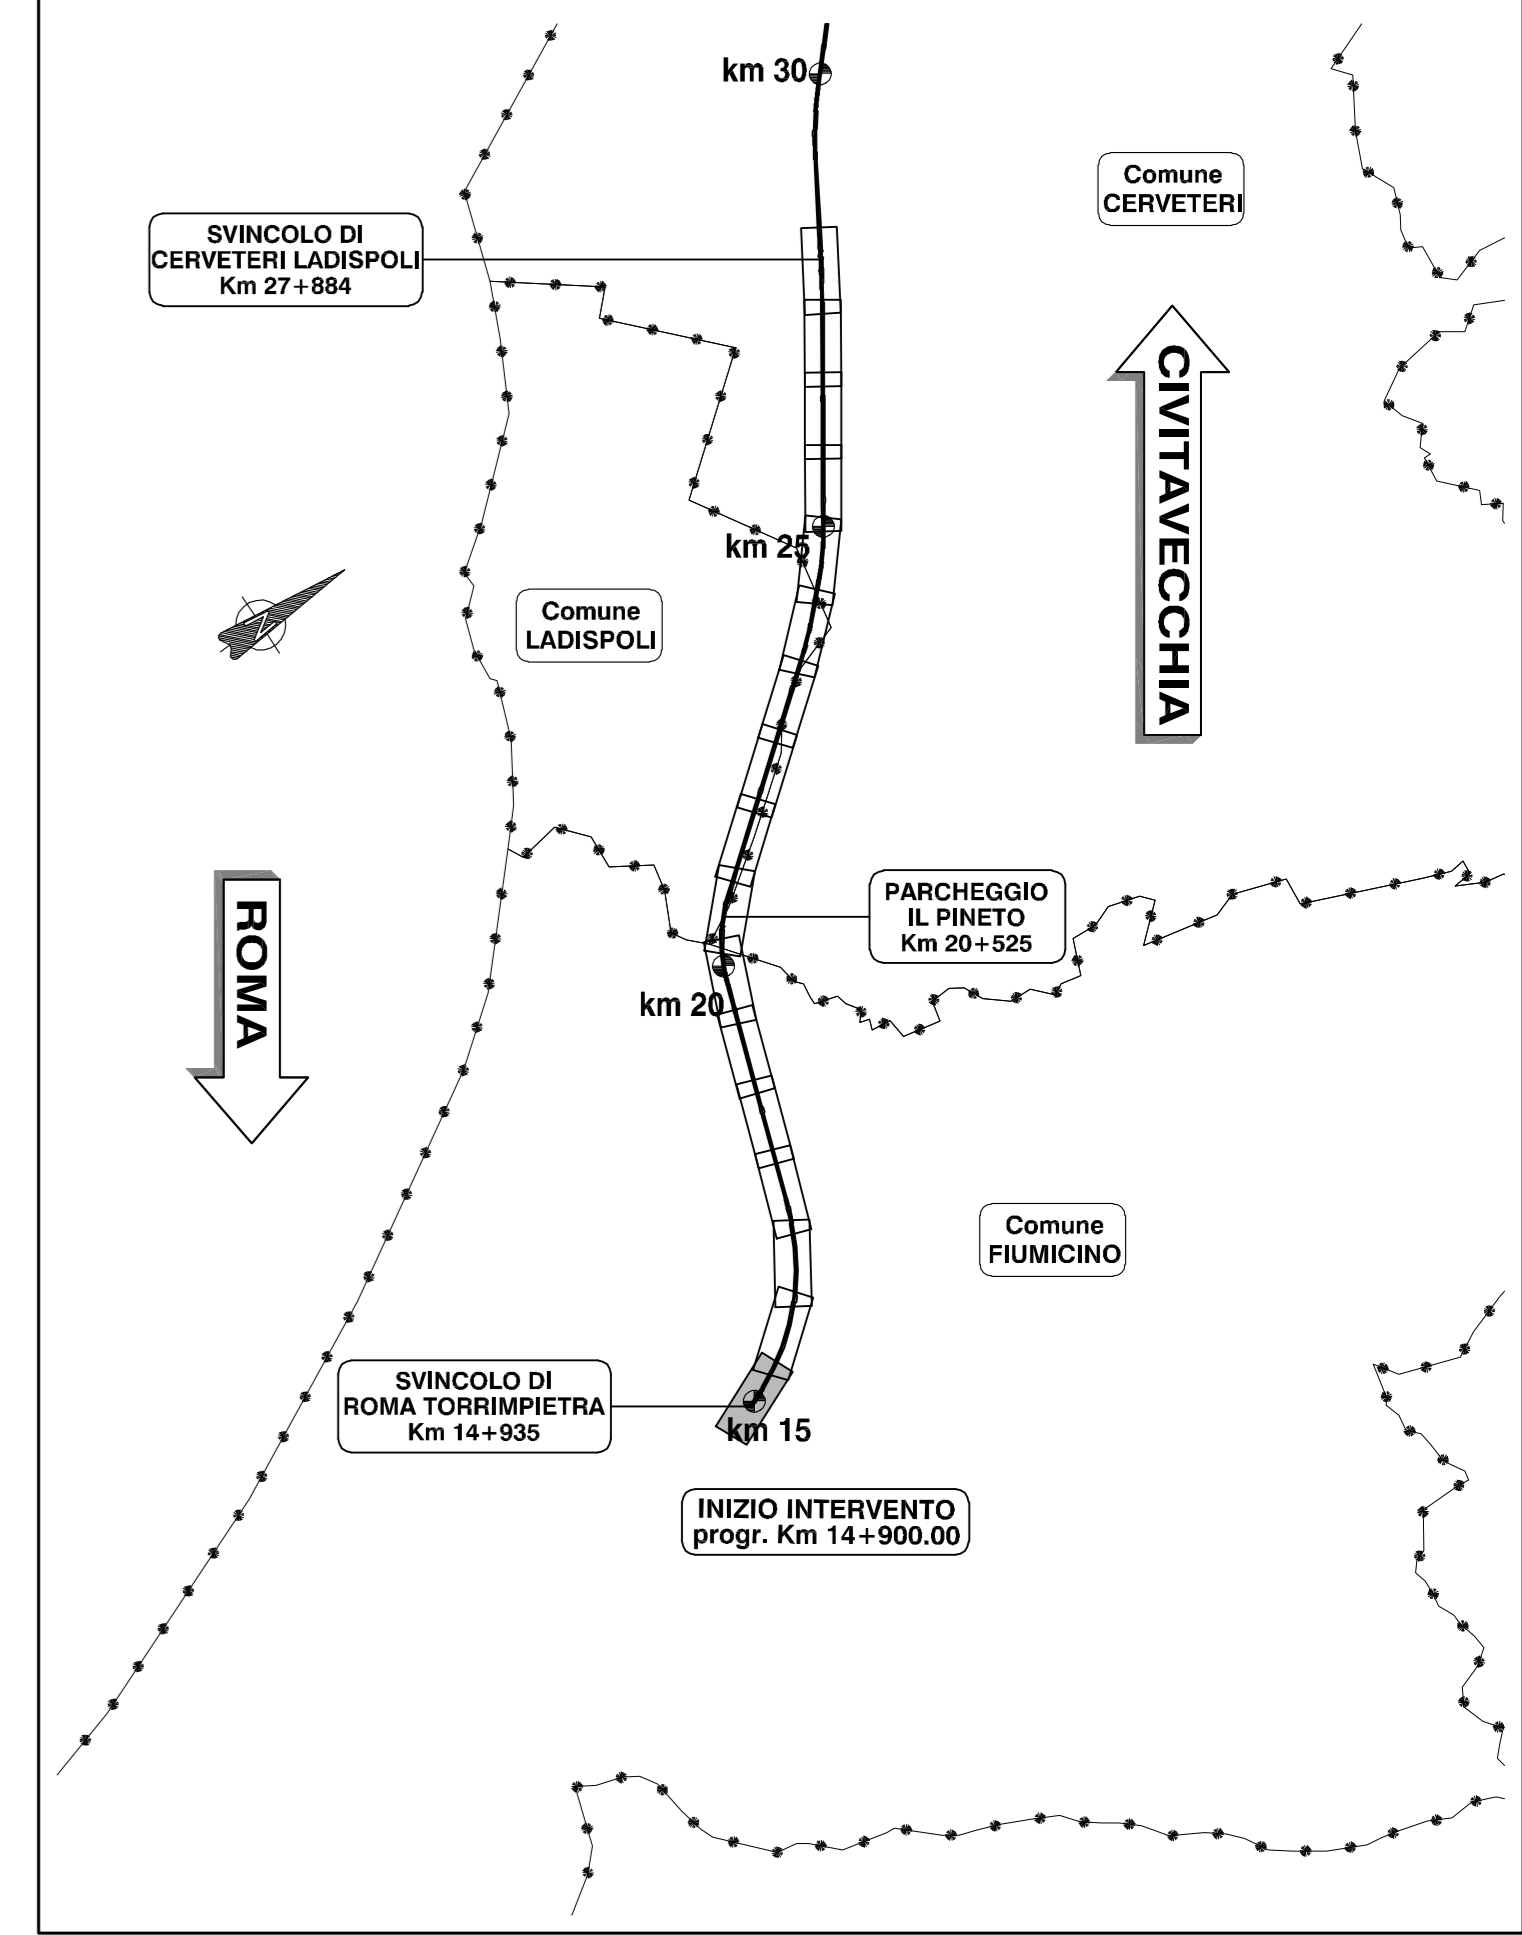 km 30
Comune
CERVETERI
SVINCOLO DI
CERVETERI LADISPOLI
Km 27+884
CIVITAVECCHIA
km 25
Comune
LADISPOLI
N
PARCHEGGIO
IL PINETO
Km 20+525
ROMA
km 20
Comune
FIUMICINO
SVINCOLO DI
ROMA TORRIMPIETRA
Km 14+935
km 15
INIZIO INTERVENTO
progr. Km 14+900.00